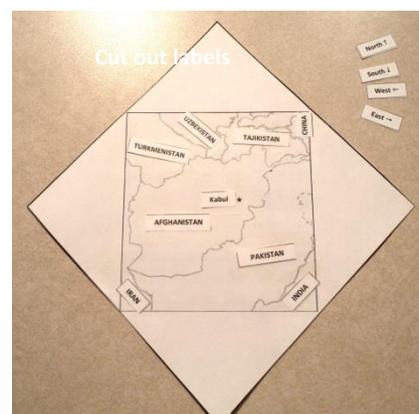 Cut out labels
North ↑
South ↓
West ←
East →
CHINA
UZBEKISTAN
TAJIKISTAN
TURKMENISTAN
Kabul ★
AFGHANISTAN
PAKISTAN
IRAN
INDIA